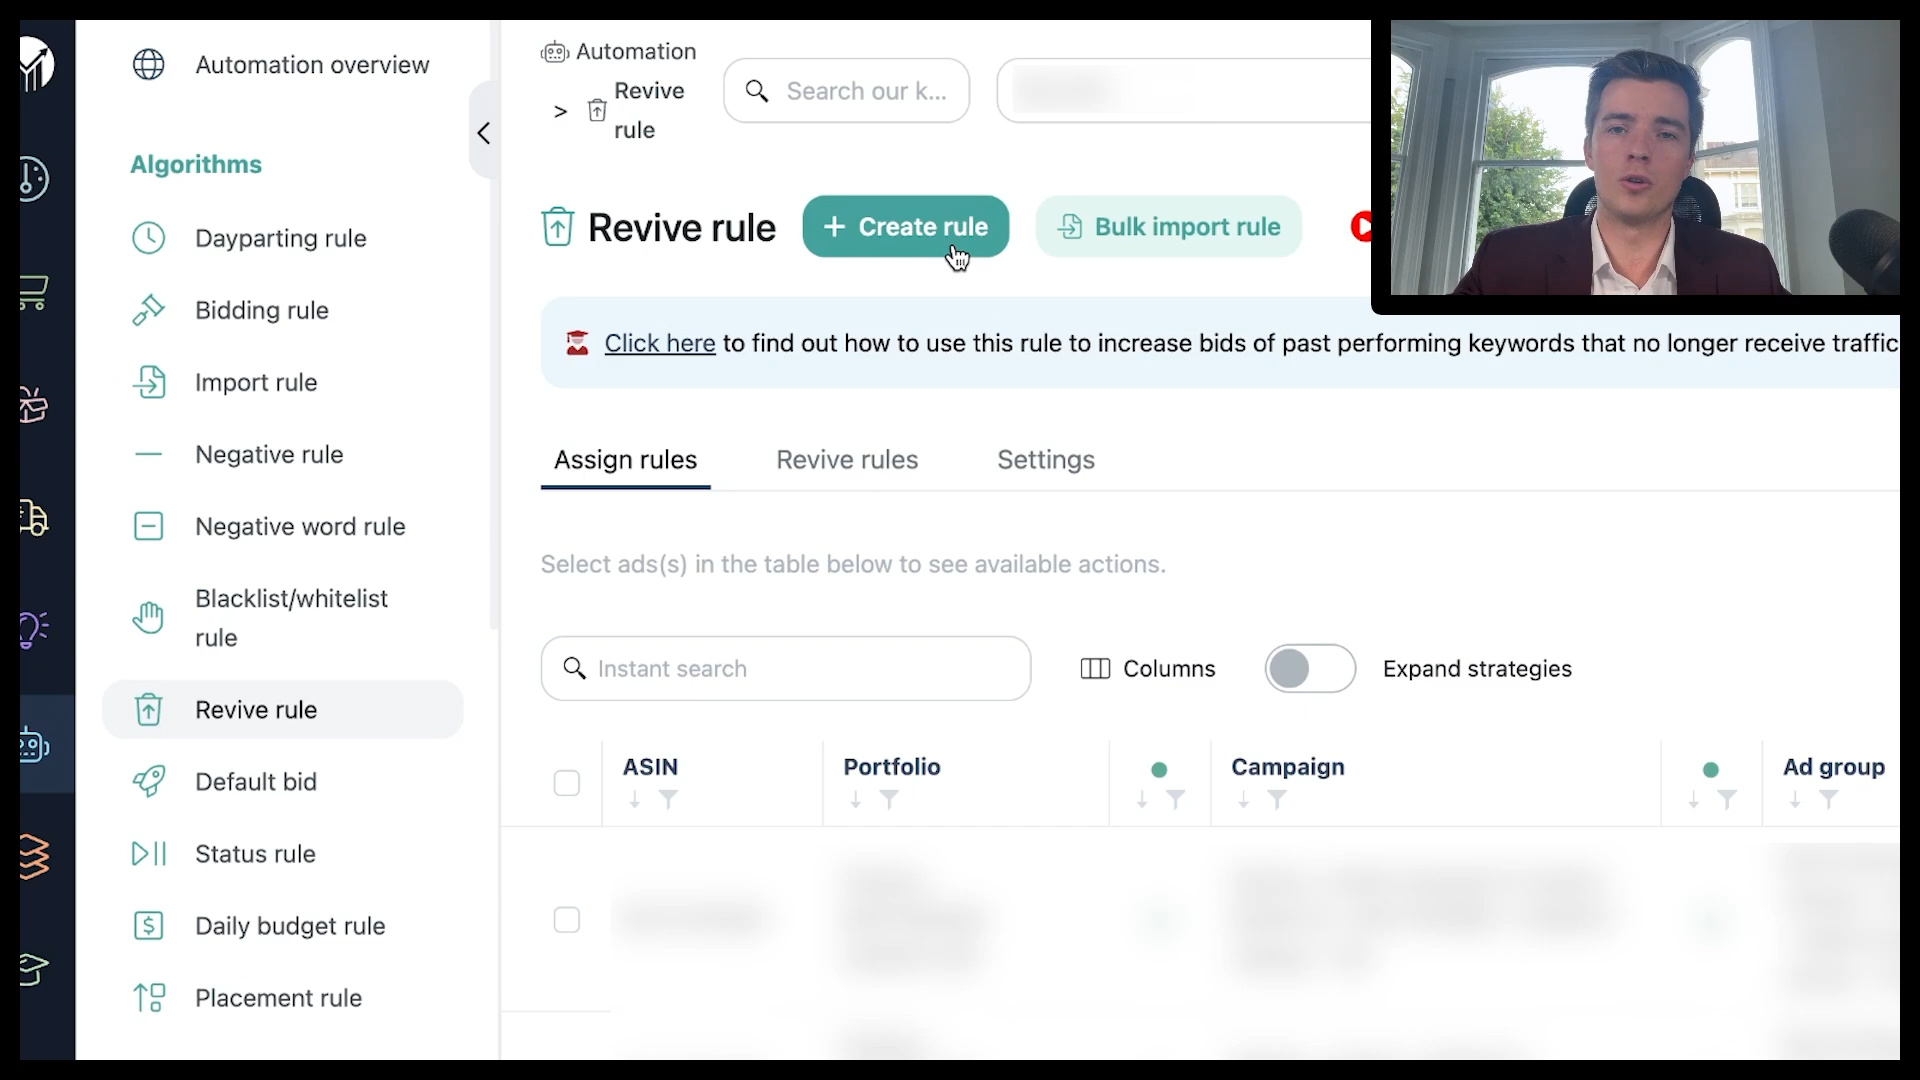 Automation overview
Algorithms
Dayparting rule
Bidding rule
Import rule
Negative rule
Negative word rule
Blacklist/whitelist
rule
Revive rule
Default bid
Status rule
Daily budget rule
Placement rule
Automation
>
Revive
rule
Search our k...
Revive rule
+ Create rule
Bulk import rule
Click here to find out how to use this rule to increase bids of past performing keywords that no longer receive traffic
Assign rules
Revive rules
Settings
Select ads(s) in the table below to see available actions.
Instant search
Columns
Expand strategies
ASIN
Portfolio
Campaign
Ad group